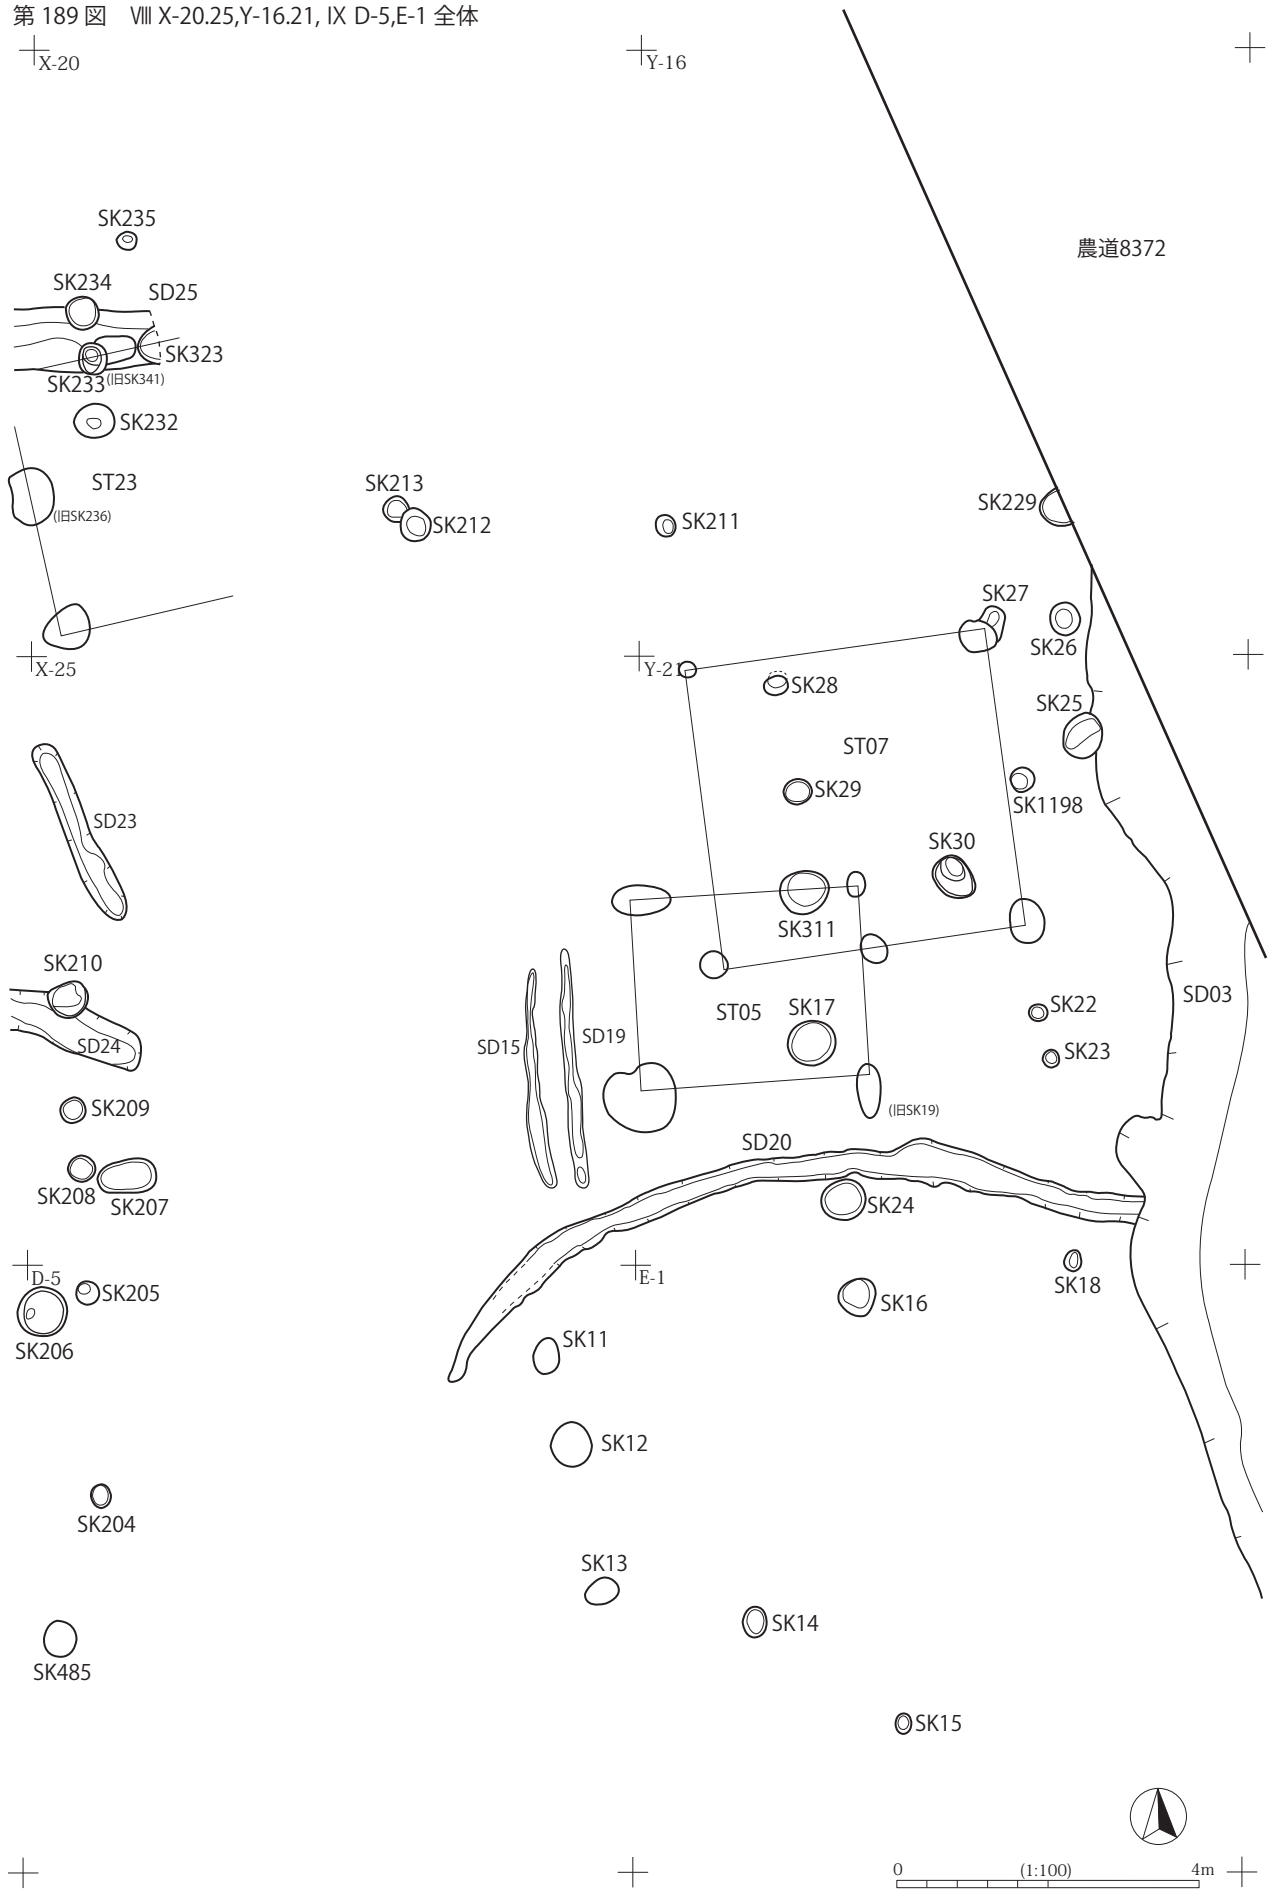 第 189 図　Ⅷ X-20.25,Y-16.21, Ⅸ D-5,E-1 全体
X-20
Y-16
SK235
農道8372
SK234
SD25
SK323
SK233
(旧SK341)
SK232
ST23
(旧SK236)
SK213
SK212
SK211
SK229
SK27
SK26
X-25
Y-21
SK28
SK25
ST07
SK29
SK1198
SD23
SK30
SK311
SK210
SD24
SD03
SK22
SK17
ST05
SD19
SD15
SK23
SK209
(旧SK19)
SD20
SK208
SK207
SK24
D-5
E-1
SK205
SK18
SK16
SK206
SK11
SK12
SK204
SK13
SK14
SK485
SK15
0
(1:100)
4m